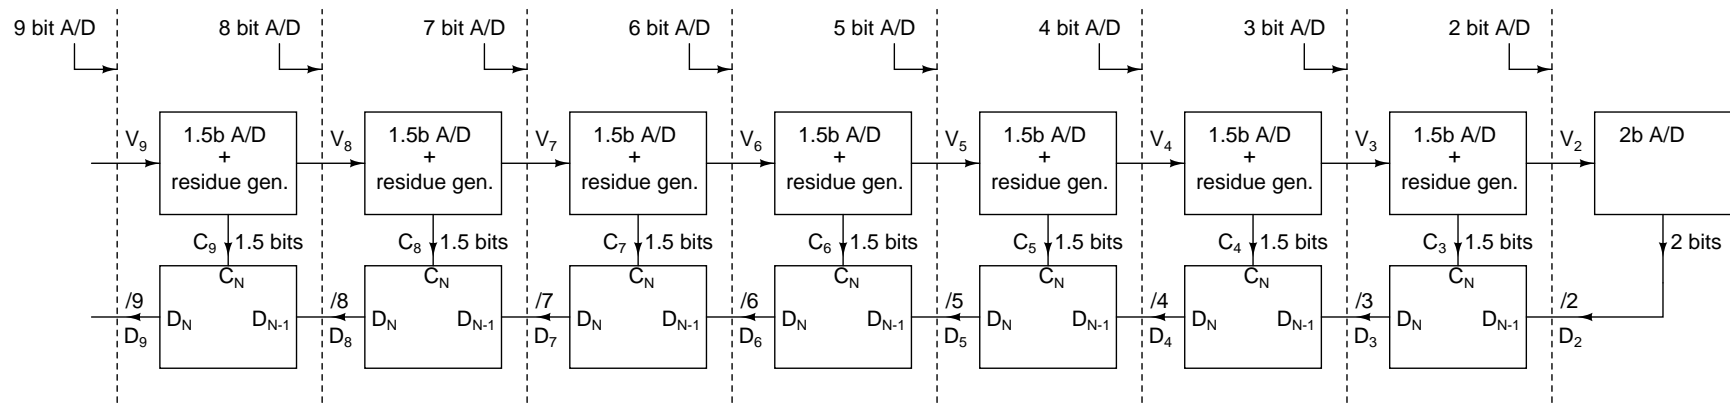 9 bit A/D 8 bit A/D 7 bit A/D 6 bit A/D 5 bit A/D 4 bit A/D 3 bit A/D 2 bit A/D
V9 1.5b A/D + residue gen.
V8 1.5b A/D + residue gen.
V7 1.5b A/D + residue gen.
V6 1.5b A/D + residue gen.
V5 1.5b A/D + residue gen.
V4 1.5b A/D + residue gen.
V3 1.5b A/D + residue gen.
V2 2b A/D
C9 1.5 bits C8 1.5 bits C7 1.5 bits C6 1.5 bits C5 1.5 bits C4 1.5 bits C3 1.5 bits 2 bits
CN CN CN CN CN CN CN
/9 /8 /7 /6 /5 /4 /3 /2
DN DN-1 DN DN-1 DN DN-1 DN DN-1 DN DN-1 DN DN-1 DN DN-1
D9 D8 D7 D6 D5 D4 D3 D2